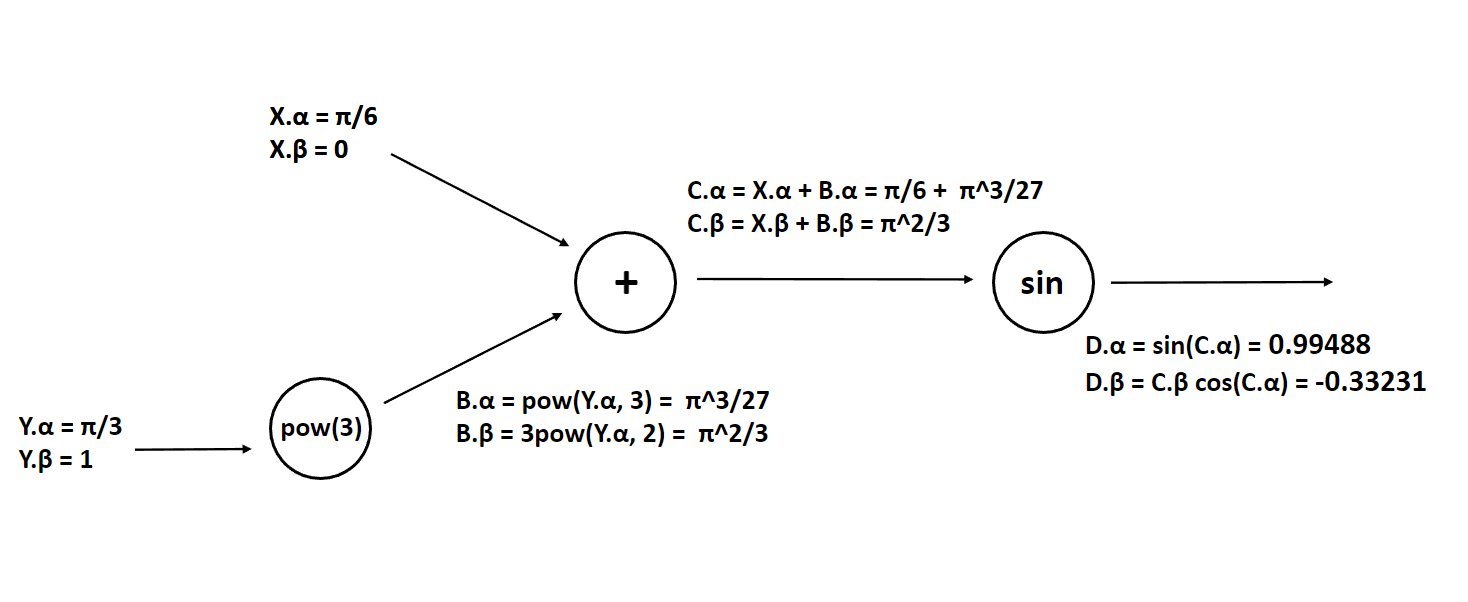 X.α = π/6
X.β = 0
C.α = X.α + B.α = π/6 + π^3/27
C.β = X.β + B.β = π^2/3
+
sin
D.α = sin(C.α) = 0.99488
D.β = C.β cos(C.α) = -0.33231
Y.α = π/3
Y.β = 1
pow(3)
B.α = pow(Y.α, 3) = π^3/27
B.β = 3pow(Y.α, 2) = π^2/3